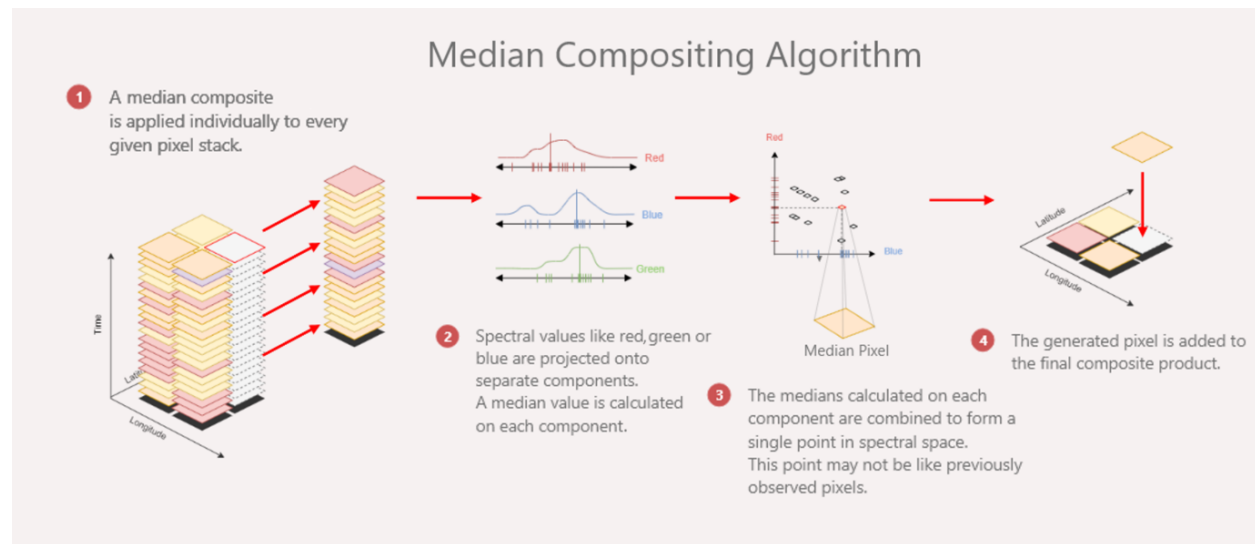 Median Compositing Algorithm
1
A median composite
is applied individually to every
given pixel stack.
Time
Latit
Longitude
Red
Blue
Green
2
Spectral values like red,green or
blue are projected onto
separate components.
A median value is calculated
on each component.
Red
Blue
Median Pixel
3
The medians calculated on each
component are combined to form a
single point in spectral space.
This point may not be like previously
observed pixels.
Latitude
Longitude
4
The generated pixel is added to
the final composite product.